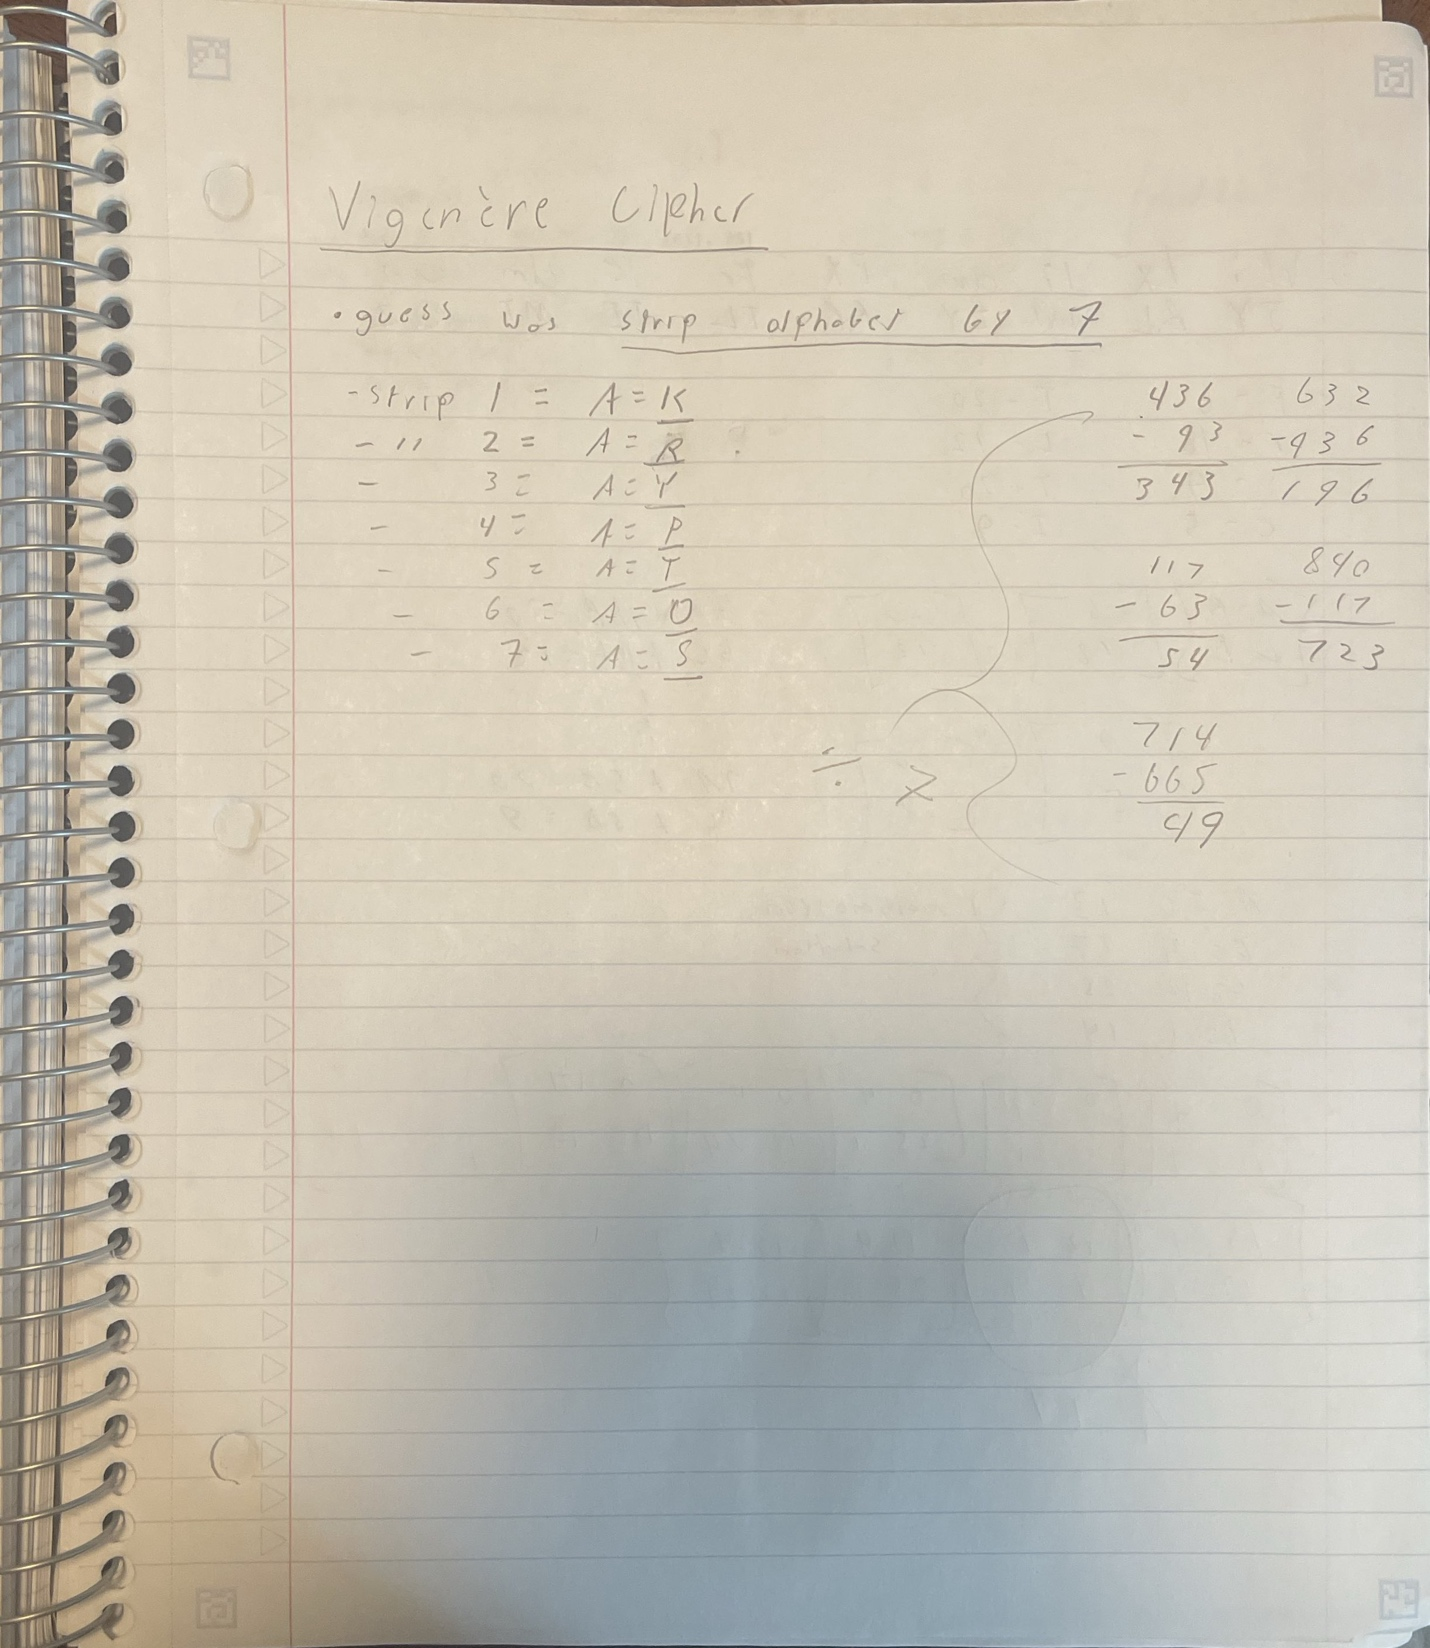 Vigenère Cipher
• guess was strip alphabet by 7
- strip 1 = A = K
- " 2 = A = R
- 3 = A = Y
- 4 = A = P
- 5 = A = T
- 6 = A = O
- 7 = A = S
436 632
- 93 -436
343 196
117 840
- 63 -117
54 723
714
÷ 7
- 665
49